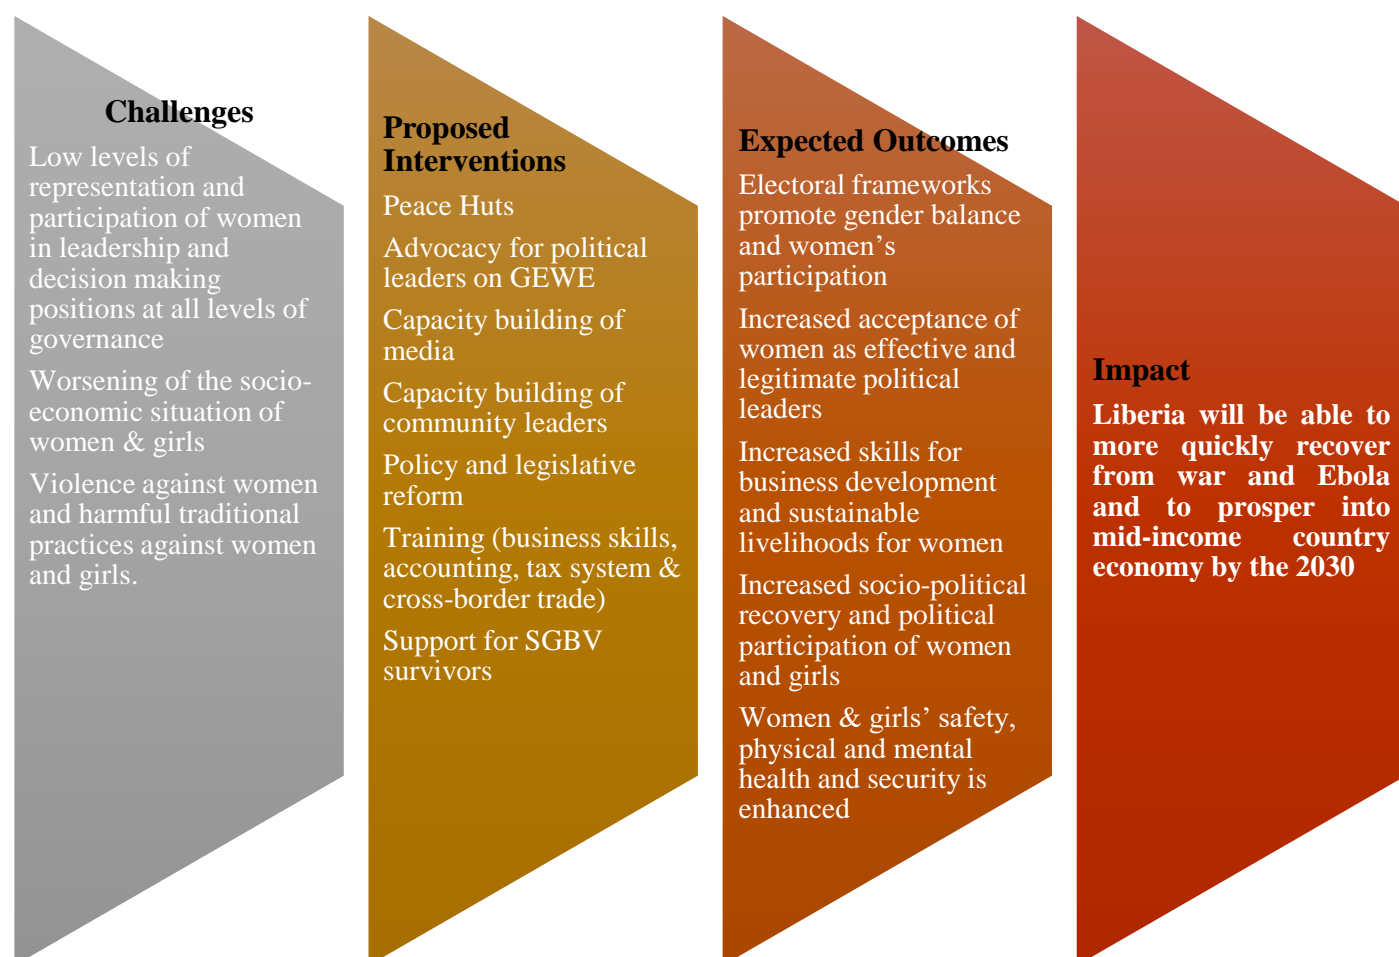 Challenges
Low levels of
representation and
participation of women
in leadership and
decision making
positions at all levels of
governance
Worsening of the socio-
economic situation of
women & girls
Violence against women
and harmful traditional
practices against women
and girls.
Proposed
Interventions
Peace Huts
Advocacy for political
leaders on GEWE
Capacity building of
media
Capacity building of
community leaders
Policy and legislative
reform
Training (business skills,
accounting, tax system &
cross-border trade)
Support for SGBV
survivors
Expected Outcomes
Electoral frameworks
promote gender balance
and women’s
participation
Increased acceptance of
women as effective and
legitimate political
leaders
Increased skills for
business development
and sustainable
livelihoods for women
Increased socio-political
recovery and political
participation of women
and girls
Women & girls’ safety,
physical and mental
health and security is
enhanced
Impact
Liberia will be able to
more quickly recover
from war and Ebola
and to prosper into
mid-income country
economy by the 2030